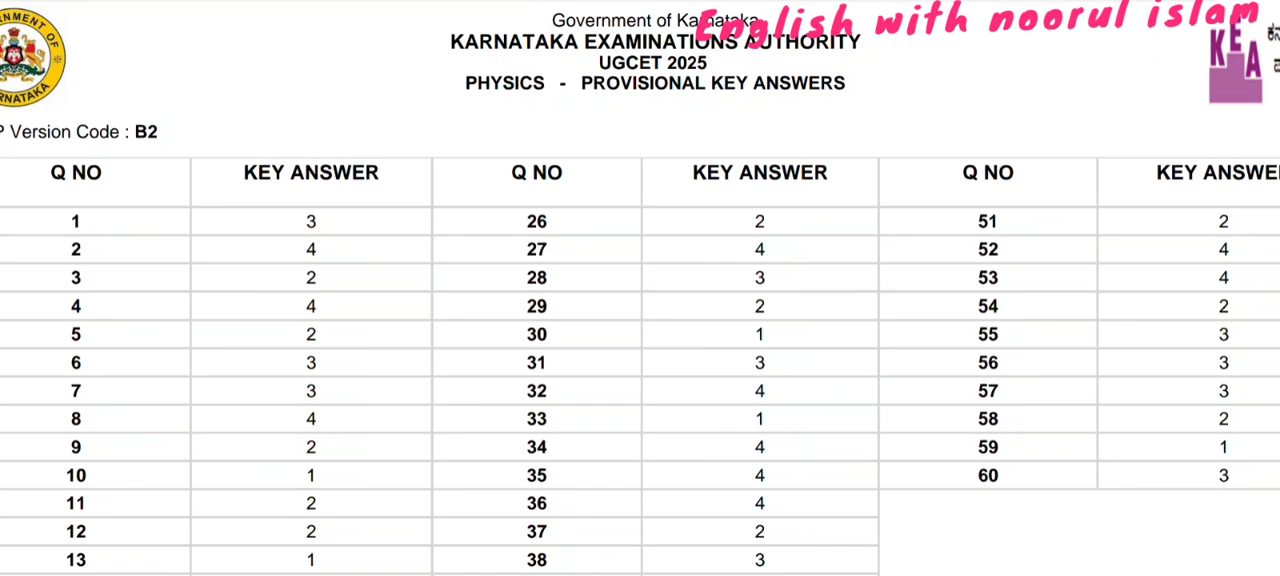 Government of Karnataka
English with noorul islam
KARNATAKA EXAMINATIONS AUTHORITY
UGCET 2025
PHYSICS - PROVISIONAL KEY ANSWERS
KEA
Version Code : B2
Q NO KEY ANSWER Q NO KEY ANSWER Q NO KEY
1 3 26 2 51 2
2 4 27 4 52 4
3 2 28 3 53 4
4 4 29 2 54 2
5 2 30 1 55 3
6 3 31 3 56 3
7 3 32 4 57 3
8 4 33 1 58 2
9 2 34 4 59 1
10 1 35 4 60 3
11 2 36 4
12 2 37 2
13 1 38 3